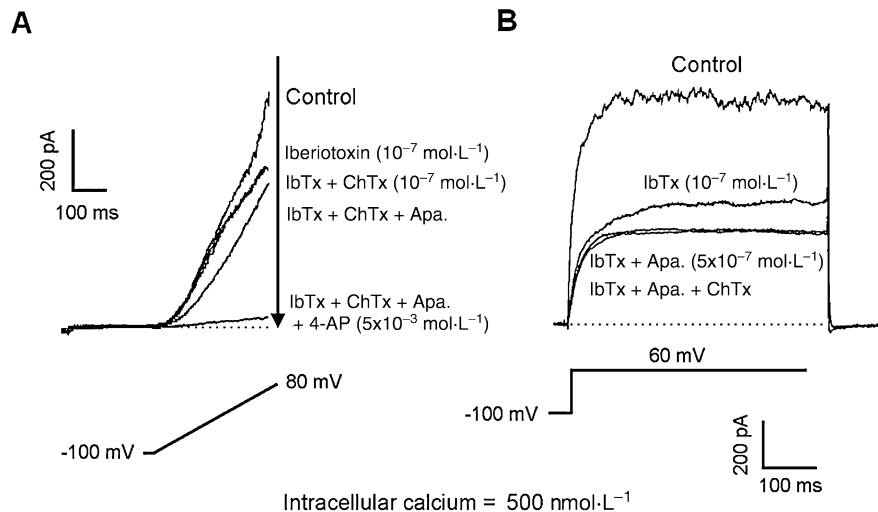 A
Control
200 pA
100 ms
Iberiotoxin (10⁻⁷ mol·L⁻¹)
IbTx + ChTx (10⁻⁷ mol·L⁻¹)
IbTx + ChTx + Apa.
IbTx + ChTx + Apa.
+ 4-AP (5x10⁻³ mol·L⁻¹)
80 mV
-100 mV
B
Control
IbTx (10⁻⁷ mol·L⁻¹)
IbTx + Apa. (5x10⁻⁷ mol·L⁻¹)
IbTx + Apa. + ChTx
60 mV
-100 mV
200 pA
100 ms
Intracellular calcium = 500 nmol·L⁻¹